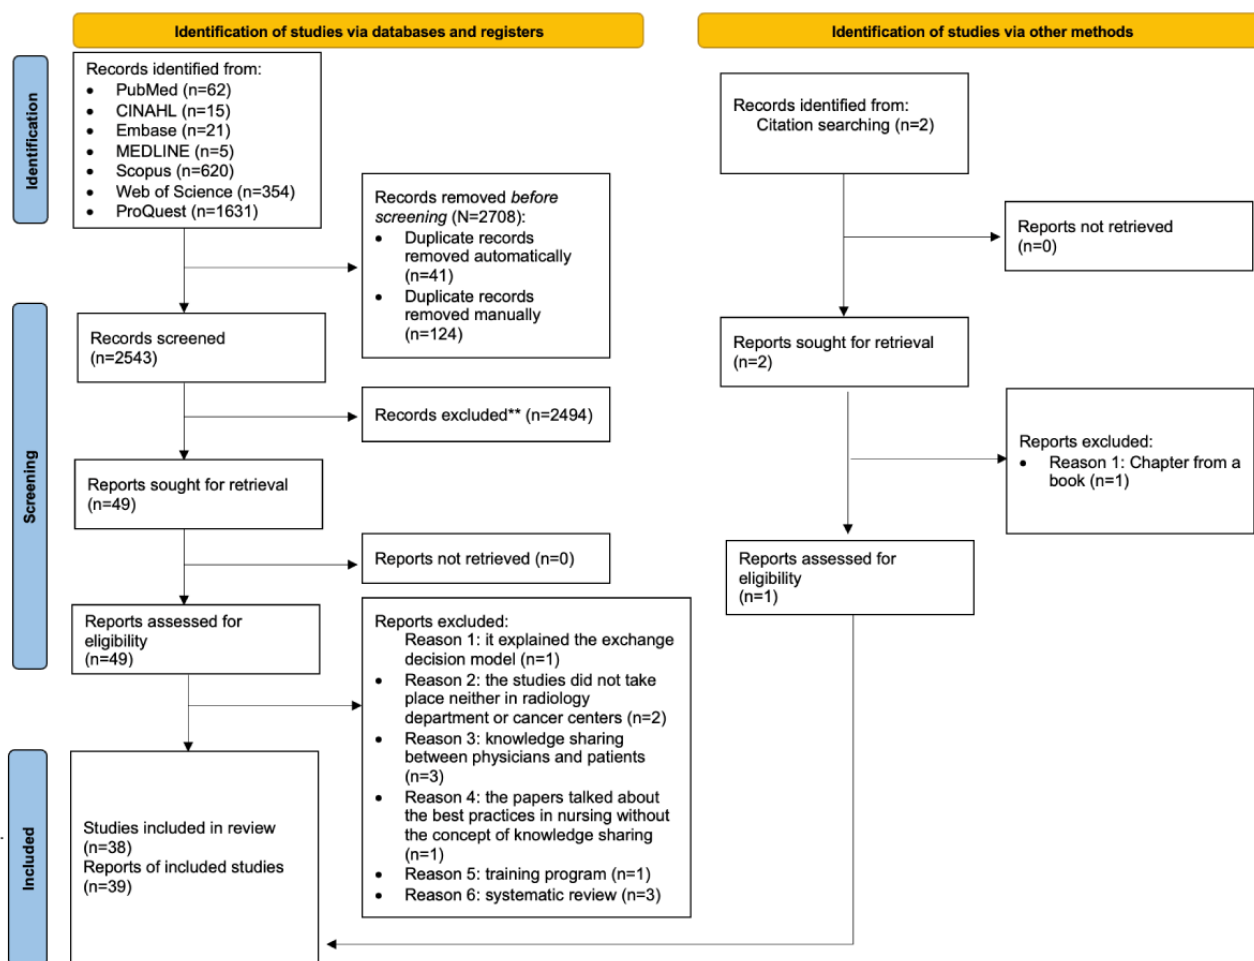 Identification of studies via databases and registers
Identification of studies via other methods
Identification
Records identified from:
• PubMed (n=62)
• CINAHL (n=15)
• Embase (n=21)
• MEDLINE (n=5)
• Scopus (n=620)
• Web of Science (n=354)
• ProQuest (n=1631)
Records removed before
screening (N=2708):
• Duplicate records
removed automatically
(n=41)
• Duplicate records
removed manually
(n=124)
Records identified from:
Citation searching (n=2)
Reports not retrieved
(n=0)
Screening
Records screened
(n=2543)
Records excluded** (n=2494)
Reports sought for retrieval
(n=49)
Reports not retrieved (n=0)
Reports assessed for
eligibility
(n=49)
Reports excluded:
Reason 1: it explained the exchange
decision model (n=1)
• Reason 2: the studies did not take
place neither in radiology
department or cancer centers (n=2)
• Reason 3: knowledge sharing
between physicians and patients
(n=3)
• Reason 4: the papers talked about
the best practices in nursing without
the concept of knowledge sharing
(n=1)
• Reason 5: training program (n=1)
• Reason 6: systematic review (n=3)
Reports sought for retrieval
(n=2)
Reports excluded:
• Reason 1: Chapter from a
book (n=1)
Reports assessed for
eligibility
(n=1)
Included
Studies included in review
(n=38)
Reports of included studies
(n=39)